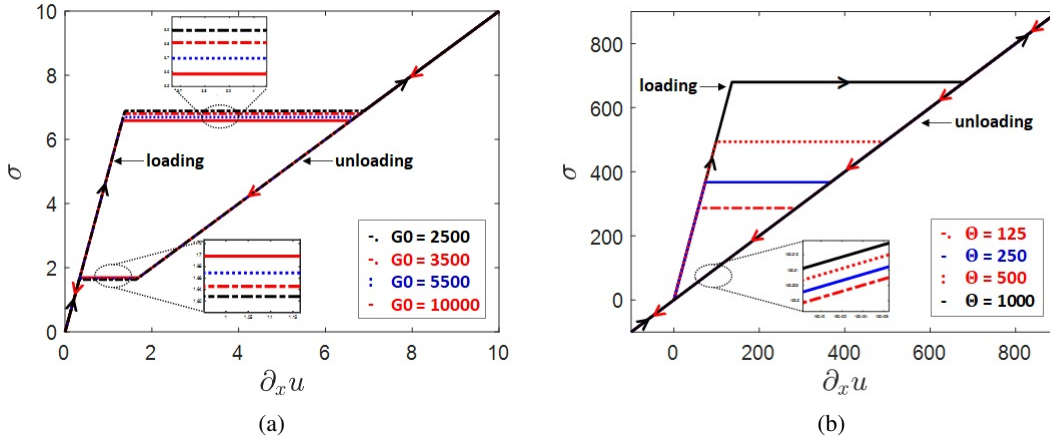 10
8
6
4
2
0
σ
0
2
4
6
8
10
∂ₓu
loading
unloading
-. G0 = 2500
-. G0 = 3500
: G0 = 5500
- G0 = 10000
(a)
800
600
400
200
0
σ
0
200
400
600
800
∂ₓu
loading
unloading
-. Θ = 125
- Θ = 250
: Θ = 500
- Θ = 1000
(b)